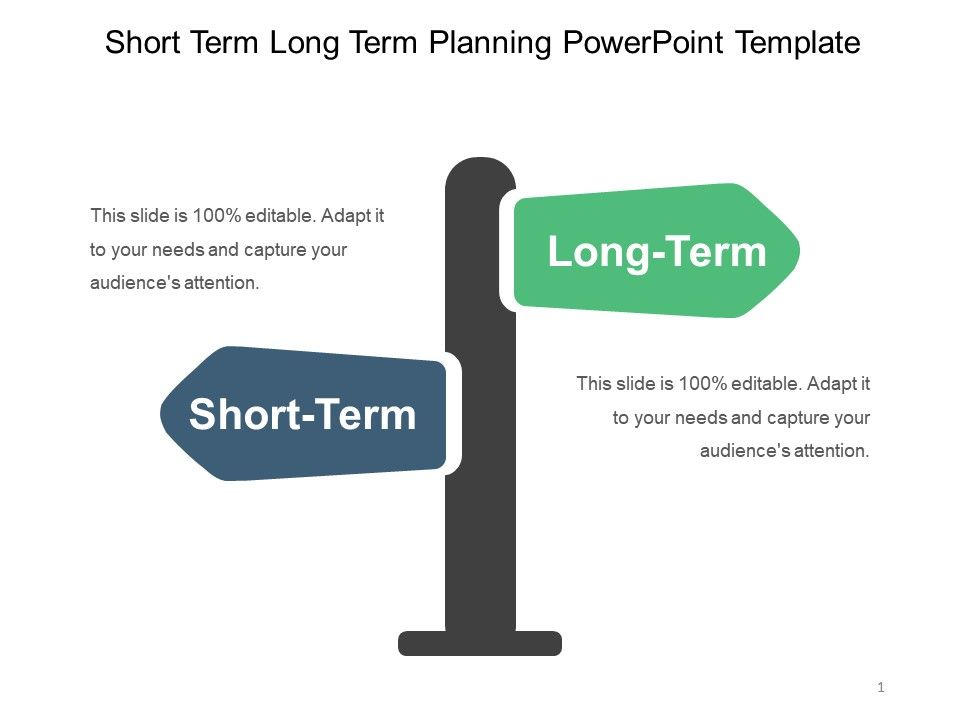 Short Term Long Term Planning PowerPoint Template
This slide is 100% editable. Adapt it
to your needs and capture your
audience's attention.
Long-Term
Short-Term
This slide is 100% editable. Adapt it
to your needs and capture your
audience's attention.
1